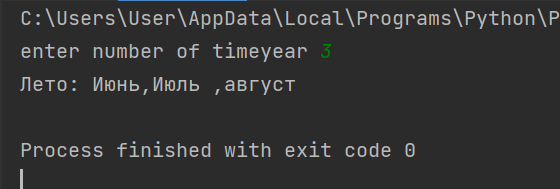 C:\Users\User\AppData\Local\Programs\Python\P
enter number of timeyear 3
Лето: Июнь,Июль ,август
Process finished with exit code 0